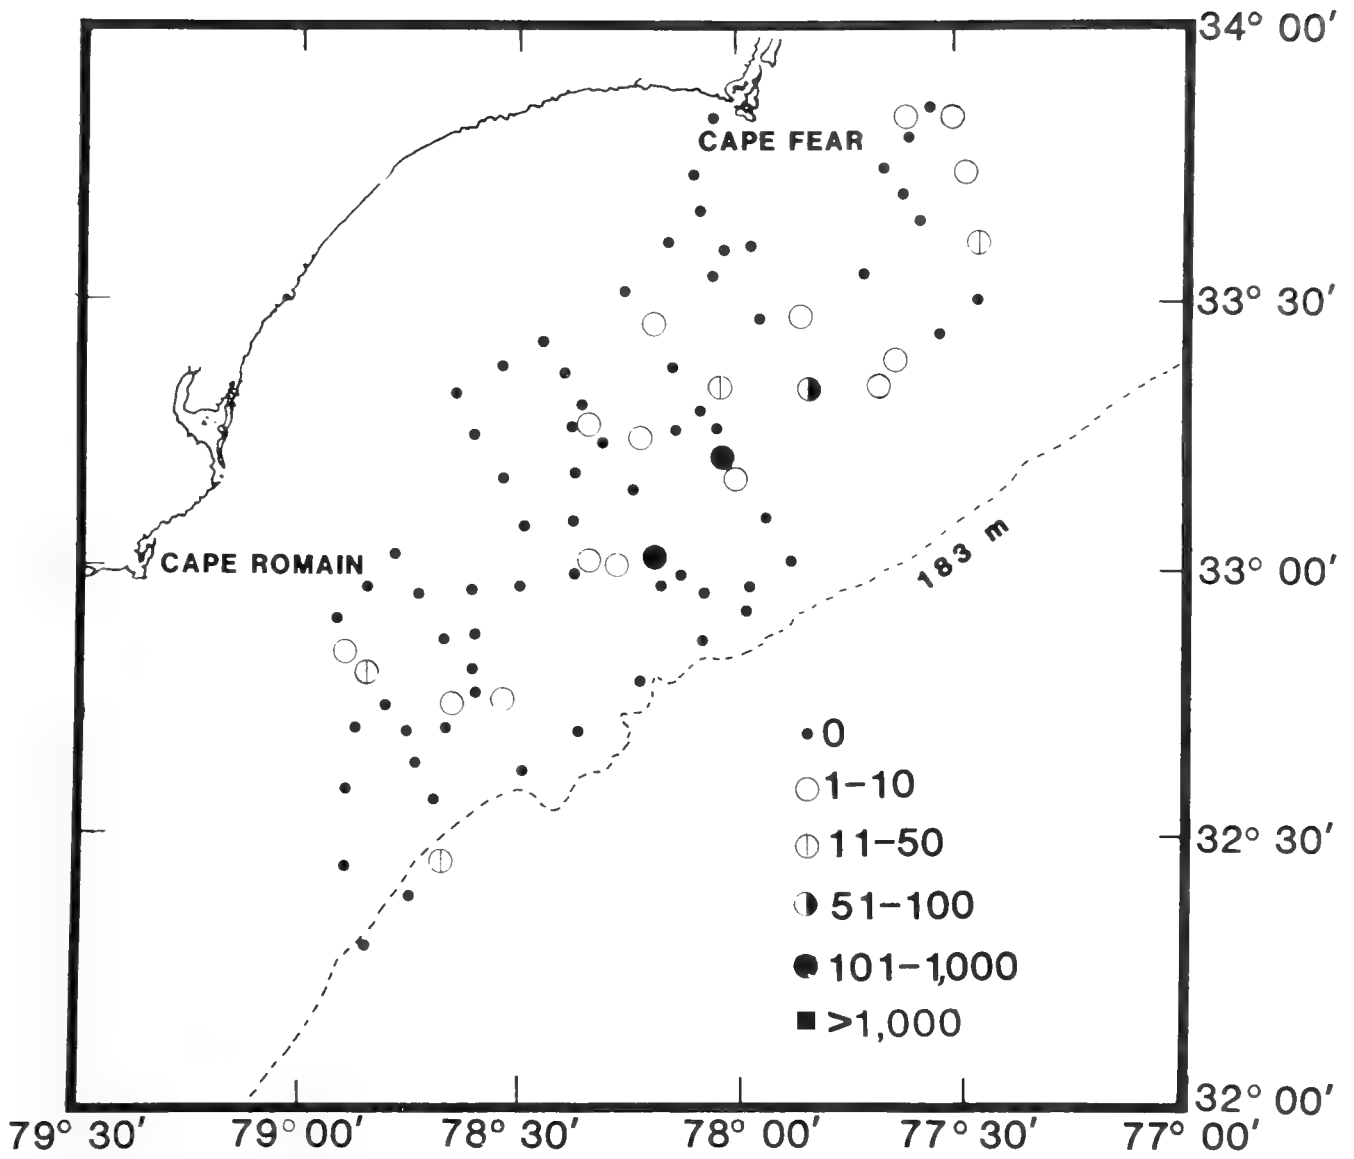 34° 00′
CAPE FEAR
33° 30′
CAPE ROMAIN
183 m
33° 00′
0
1–10
11–50
32° 30′
51–100
101–1,000
>1,000
32° 00′
79° 30′ 79° 00′ 78° 30′ 78° 00′ 77° 30′ 77° 00′